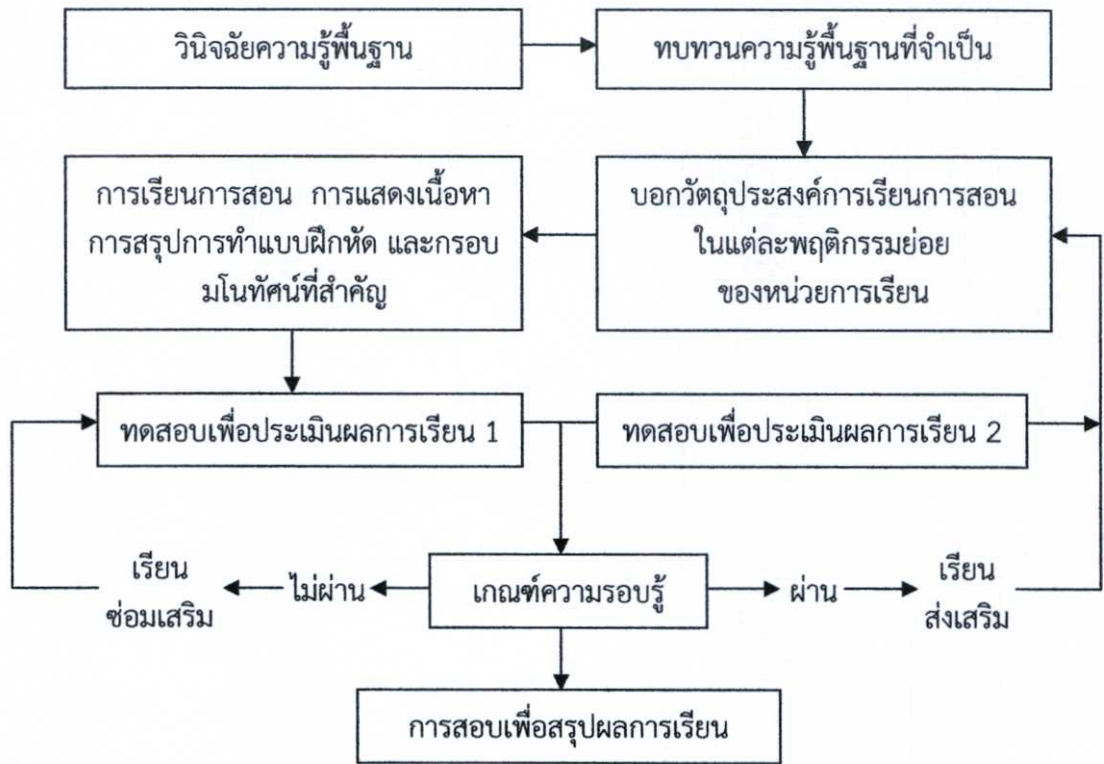 วินิจฉัยความรู้พื้นฐาน
ทบทวนความรู้พื้นฐานที่จำเป็น
การเรียนการสอน การแสดงเนื้อหา
การสรุปการทำแบบฝึกหัด และกรอบ
มโนทัศน์ที่สำคัญ
บอกวัตถุประสงค์การเรียนการสอน
ในแต่ละพฤติกรรมย่อย
ของหน่วยการเรียน
ทดสอบเพื่อประเมินผลการเรียน 1
ทดสอบเพื่อประเมินผลการเรียน 2
เรียน
ซ่อมเสริม
ไม่ผ่าน
เกณฑ์ความรอบรู้
ผ่าน
เรียน
ส่งเสริม
การสอบเพื่อสรุปผลการเรียน